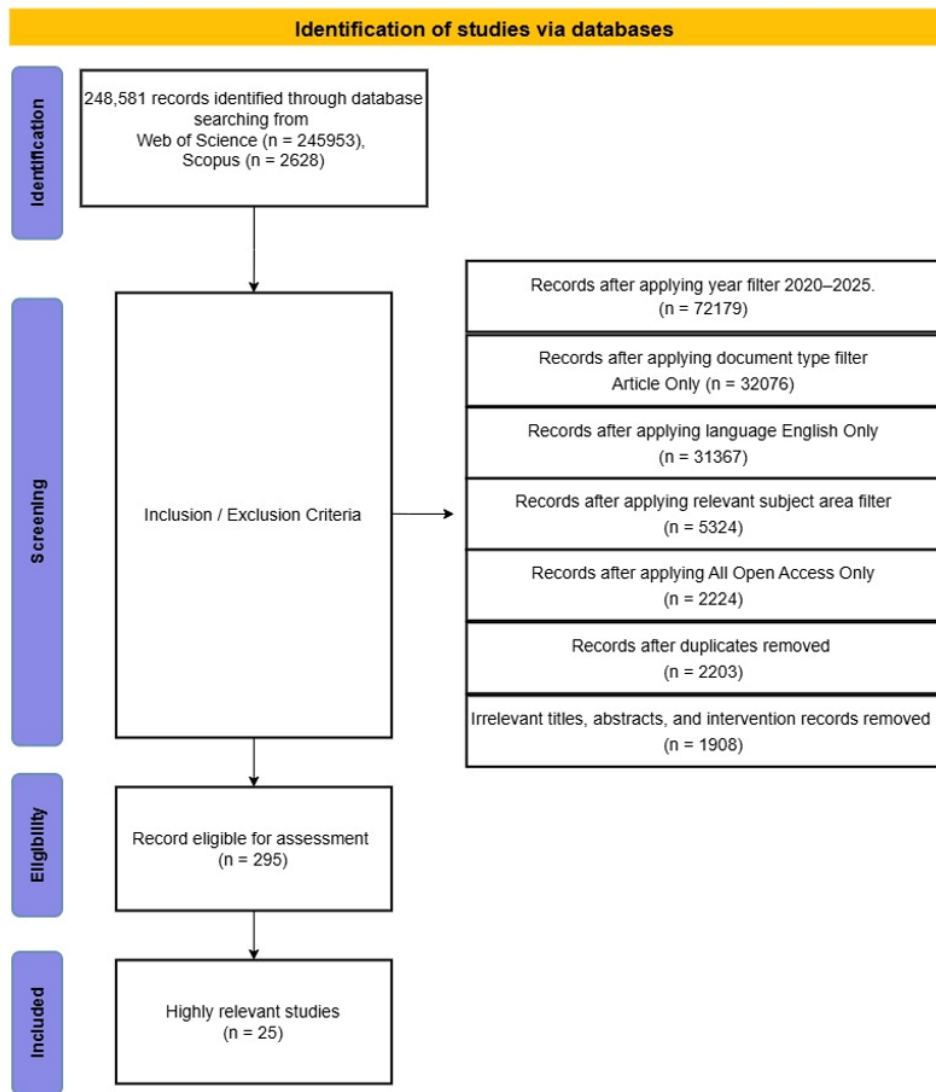 Identification of studies via databases
Identification
248,581 records identified through database
searching from
Web of Science (n = 245953),
Scopus (n = 2628)
Screening
Inclusion / Exclusion Criteria
Records after applying year filter 2020–2025.
(n = 72179)
Records after applying document type filter
Article Only (n = 32076)
Records after applying language English Only
(n = 31367)
Records after applying relevant subject area filter
(n = 5324)
Records after applying All Open Access Only
(n = 2224)
Records after duplicates removed
(n = 2203)
Irrelevant titles, abstracts, and intervention records removed
(n = 1908)
Eligibility
Record eligible for assessment
(n = 295)
Included
Highly relevant studies
(n = 25)